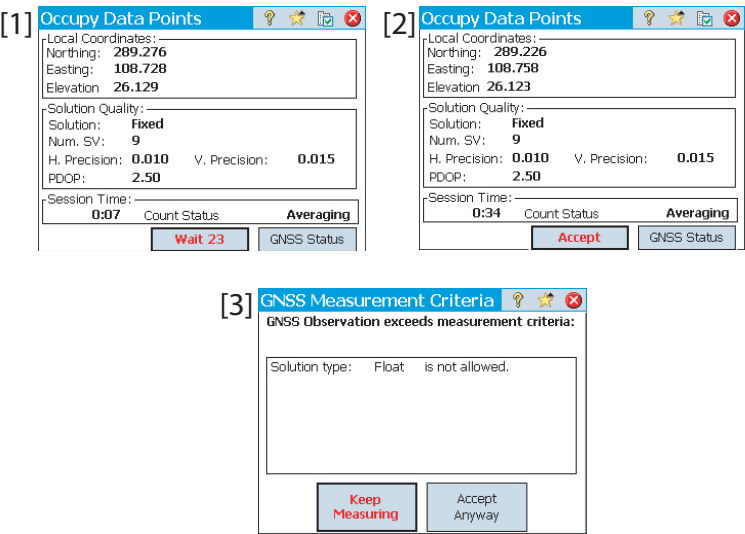 [1]
Occupy Data Points
Local Coordinates:
Northing: 289.276
Easting: 108.728
Elevation 26.129
Solution Quality:
Solution: Fixed
Num. SV: 9
H. Precision: 0.010 V. Precision: 0.015
PDOP: 2.50
Session Time:
0:07 Count Status Averaging
Wait 23 GNSS Status
[2]
Occupy Data Points
Local Coordinates:
Northing: 289.226
Easting: 108.758
Elevation 26.123
Solution Quality:
Solution: Fixed
Num. SV: 9
H. Precision: 0.010 V. Precision: 0.015
PDOP: 2.50
Session Time:
0:34 Count Status Averaging
Accept GNSS Status
[3]
GNSS Measurement Criteria
GNSS Observation exceeds measurement criteria:
Solution type: Float is not allowed.
Keep Measuring
Accept Anyway